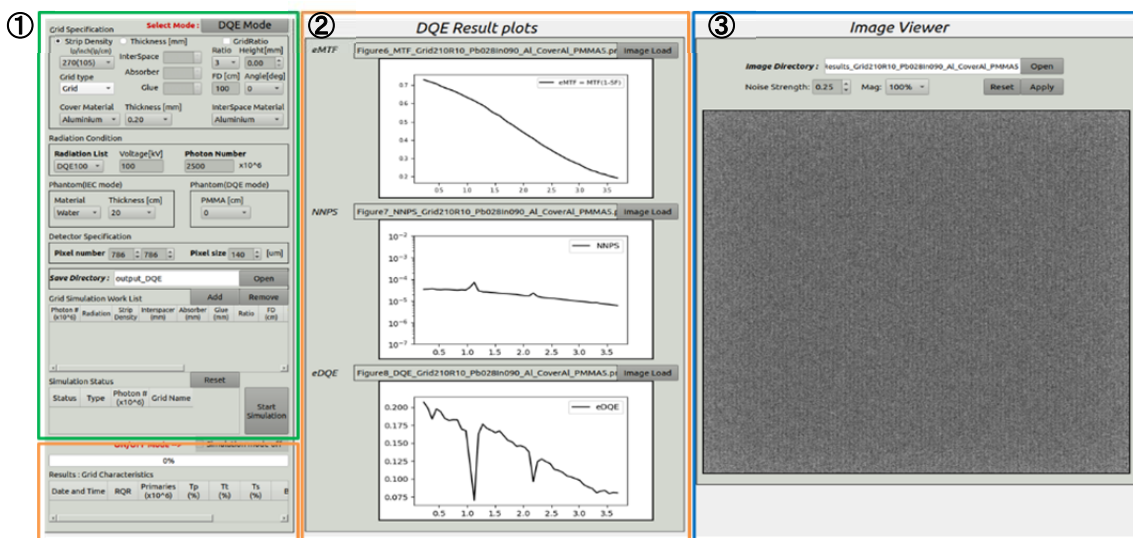 ①
Grid Specification
Select Mode :
DQE Mode
Strip Density
lp/inch(lp/cm)
270(105)
Thickness [mm]
InterSpace
Absorber
Glue
GridRatio
Ratio Height[mm]
3 0.00
FD [cm] Angle[deg]
100 0
Grid type
Grid
Cover Material Thickness [mm] InterSpace Material
Aluminium 0.20 Aluminium
Radiation Condition
Radiation List Voltage[kV] Photon Number
DQE100 100 2500 x10^6
Phantom(IEC mode) Phantom(DQE mode)
Material Thickness [cm] PMMA [cm]
Water 20 0
Detector Specification
Pixel number 786 786 Pixel size 140 [um]
Save Directory : output_DQE Open
Grid Simulation Work List Add Remove
Photon # Radiation Strip Interspacer Absorber Glue Ratio FD
(x10^6) Density (mm) (mm) (mm) (cm)
Simulation Status Reset
Status Type Photon # Grid Name
(x10^6)
Start
Simulation
0%
Results : Grid Characteristics
Date and Time RQR Primaries Tp Tt Ts
(x10^6) (%) (%) (%)
②
DQE Result plots
eMTF Figure6_MTF_Grid210R10_Pb028In090_Al_CoverAl_PMMAS.p Image Load
eMTF = MTF(1-SF)
0.7
0.6
0.5
0.4
0.3
0.2
0.5 1.0 1.5 2.0 2.5 3.0 3.5
NNPS Figure7_NNPS_Grid210R10_Pb028In090_Al_CoverAl_PMMAS.p Image Load
NNPS
10^-2
10^-3
10^-4
10^-5
10^-6
10^-7
0.5 1.0 1.5 2.0 2.5 3.0 3.5
eDQE Figure8_DQE_Grid210R10_Pb028In090_Al_CoverAl_PMMAS.p Image Load
eDQE
0.200
0.175
0.150
0.125
0.100
0.075
0.5 1.0 1.5 2.0 2.5 3.0 3.5
③
Image Viewer
Image Directory : Results_Grid210R10_Pb028In090_Al_CoverAl_PMMAS Open
Noise Strength: 0.25 Mag: 100% Reset Apply